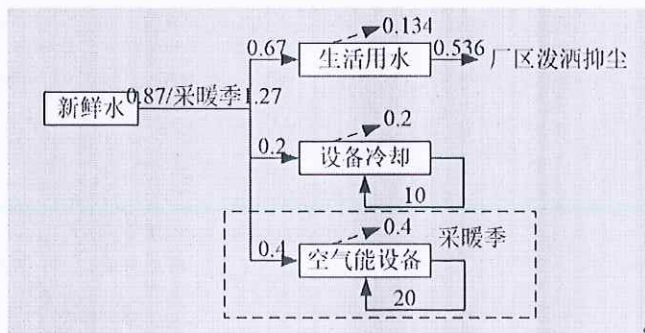 0.134
0.67 生活用水 0.536 厂区泼洒抑尘
新鲜水 0.87/采暖季1.27
0.2
0.2 设备冷却
10
0.4 采暖季
0.4 空气能设备
20